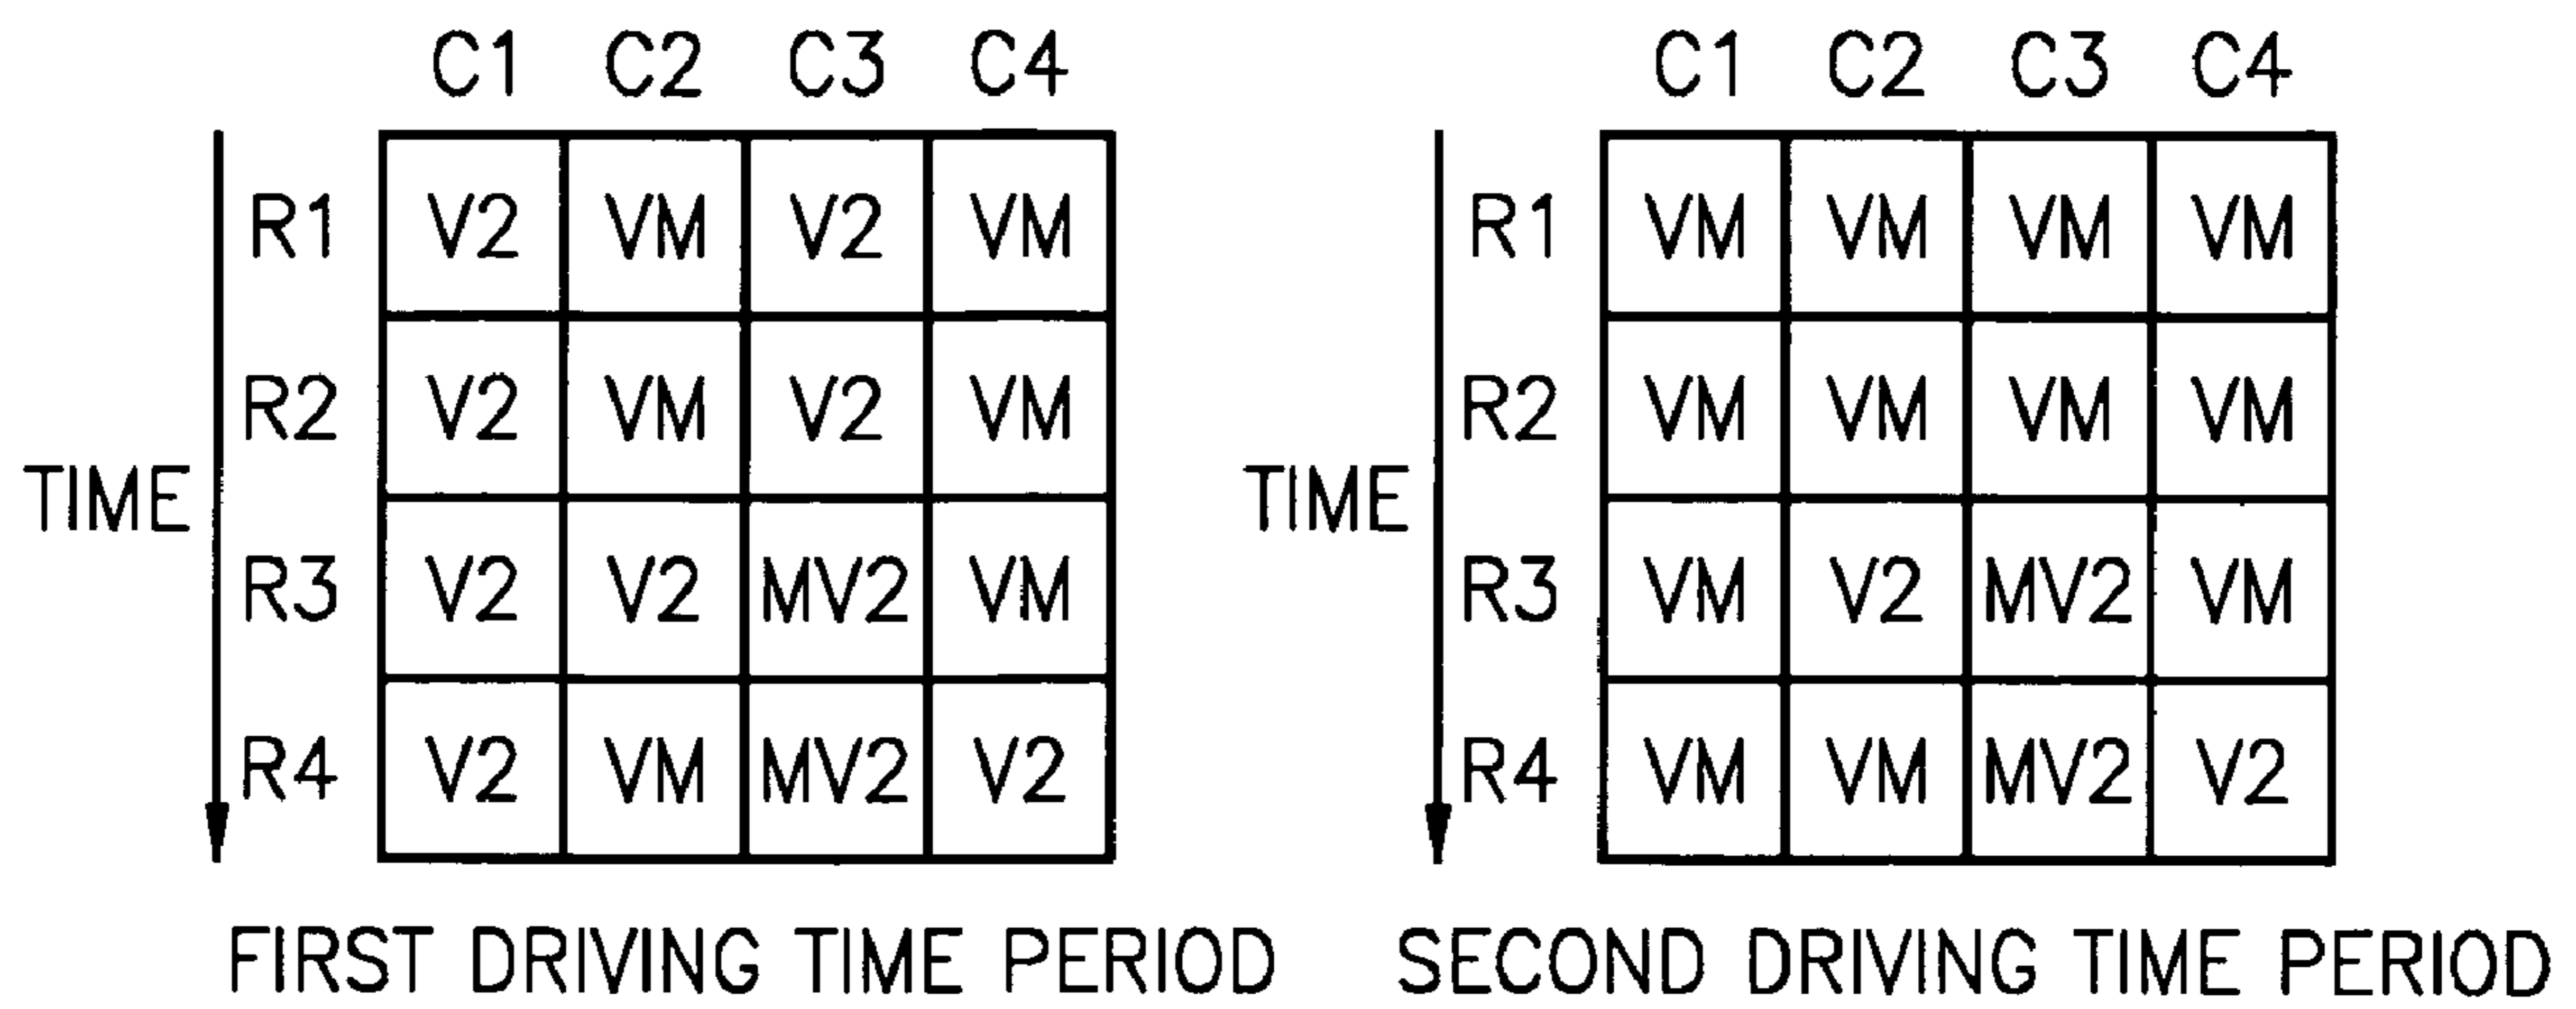 C1 C2 C3 C4 C1 C2 C3 C4
R1 V2 VM V2 VM R1 VM VM VM VM
R2 V2 VM V2 VM R2 VM VM VM VM
TIME TIME
R3 V2 V2 MV2 VM R3 VM V2 MV2 VM
R4 V2 VM MV2 V2 R4 VM VM MV2 V2
FIRST DRIVING TIME PERIOD SECOND DRIVING TIME PERIOD